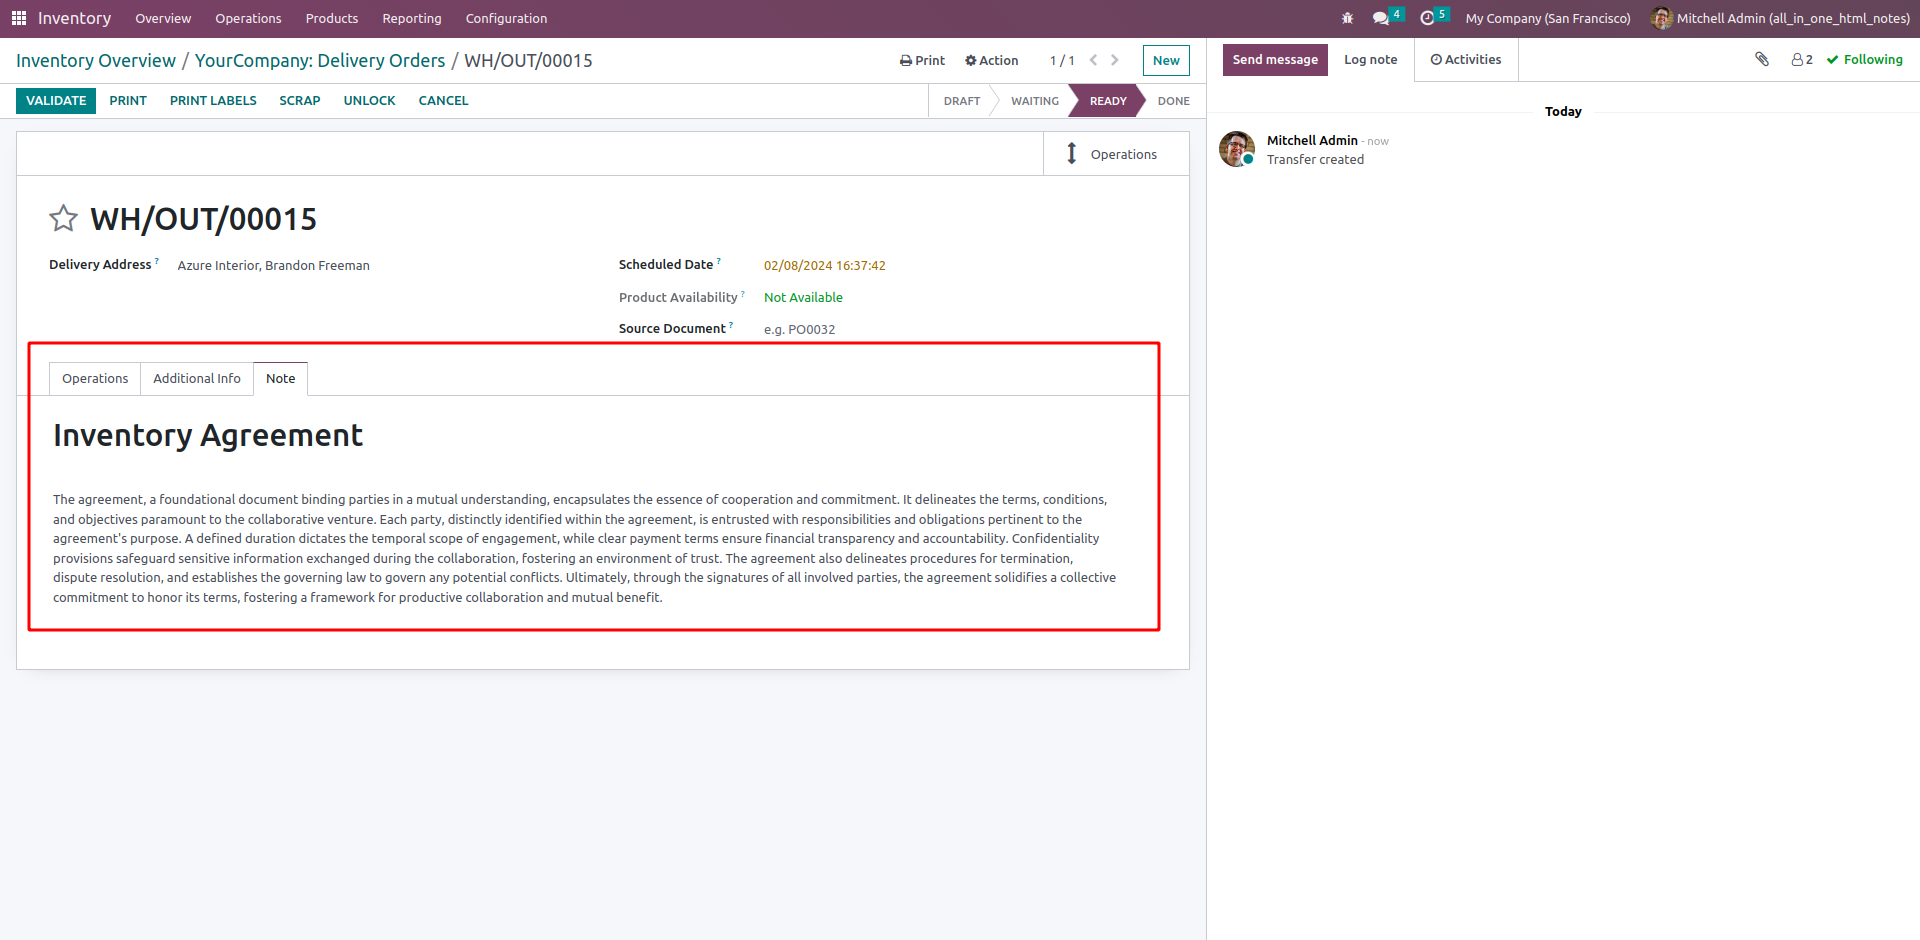 Inventory Overview Operations Products Reporting Configuration 4 5 My Company (San Francisco) Mitchell Admin (all_in_one_html_notes)
Inventory Overview / YourCompany: Delivery Orders / WH/OUT/00015 Print Action 1 / 1 New
Send message Log note Activities 2 Following
VALIDATE PRINT PRINT LABELS SCRAP UNLOCK CANCEL DRAFT WAITING READY DONE
Today
Mitchell Admin - now
Transfer created
Operations
WH/OUT/00015
Delivery Address ? Azure Interior, Brandon Freeman
Scheduled Date ? 02/08/2024 16:37:42
Product Availability ? Not Available
Source Document ? e.g. PO0032
Operations Additional Info Note
Inventory Agreement
The agreement, a foundational document binding parties in a mutual understanding, encapsulates the essence of cooperation and commitment. It delineates the terms, conditions,
and objectives paramount to the collaborative venture. Each party, distinctly identified within the agreement, is entrusted with responsibilities and obligations pertinent to the
agreement's purpose. A defined duration dictates the temporal scope of engagement, while clear payment terms ensure financial transparency and accountability. Confidentiality
provisions safeguard sensitive information exchanged during the collaboration, fostering an environment of trust. The agreement also delineates procedures for termination,
dispute resolution, and establishes the governing law to govern any potential conflicts. Ultimately, through the signatures of all involved parties, the agreement solidifies a collective
commitment to honor its terms, fostering a framework for productive collaboration and mutual benefit.